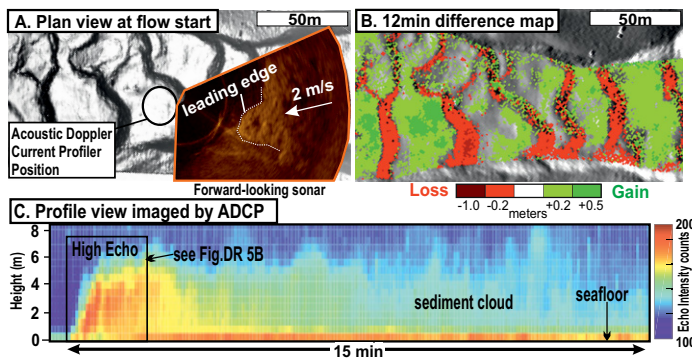 A. Plan view at flow start
50m
leading edge
2 m/s
Acoustic Doppler
Current Profiler
Position
Forward-looking sonar
B. 12min difference map
50m
Loss
-1.0
-0.2
+0.2
+0.5
Gain
meters
C. Profile view imaged by ADCP
8
6
4
2
0
Height (m)
High Echo
see Fig.DR 5B
sediment cloud
seafloor
15 min
200
100
Echo Intensity counts